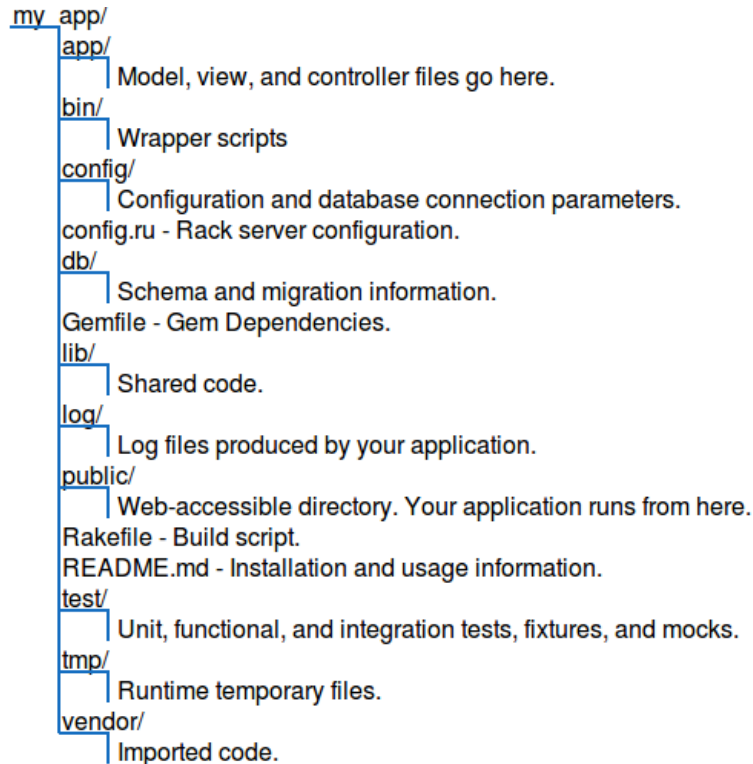 my_app/
app/
Model, view, and controller files go here.
bin/
Wrapper scripts
config/
Configuration and database connection parameters.
config.ru - Rack server configuration.
db/
Schema and migration information.
Gemfile - Gem Dependencies.
lib/
Shared code.
log/
Log files produced by your application.
public/
Web-accessible directory. Your application runs from here.
Rakefile - Build script.
README.md - Installation and usage information.
test/
Unit, functional, and integration tests, fixtures, and mocks.
tmp/
Runtime temporary files.
vendor/
Imported code.